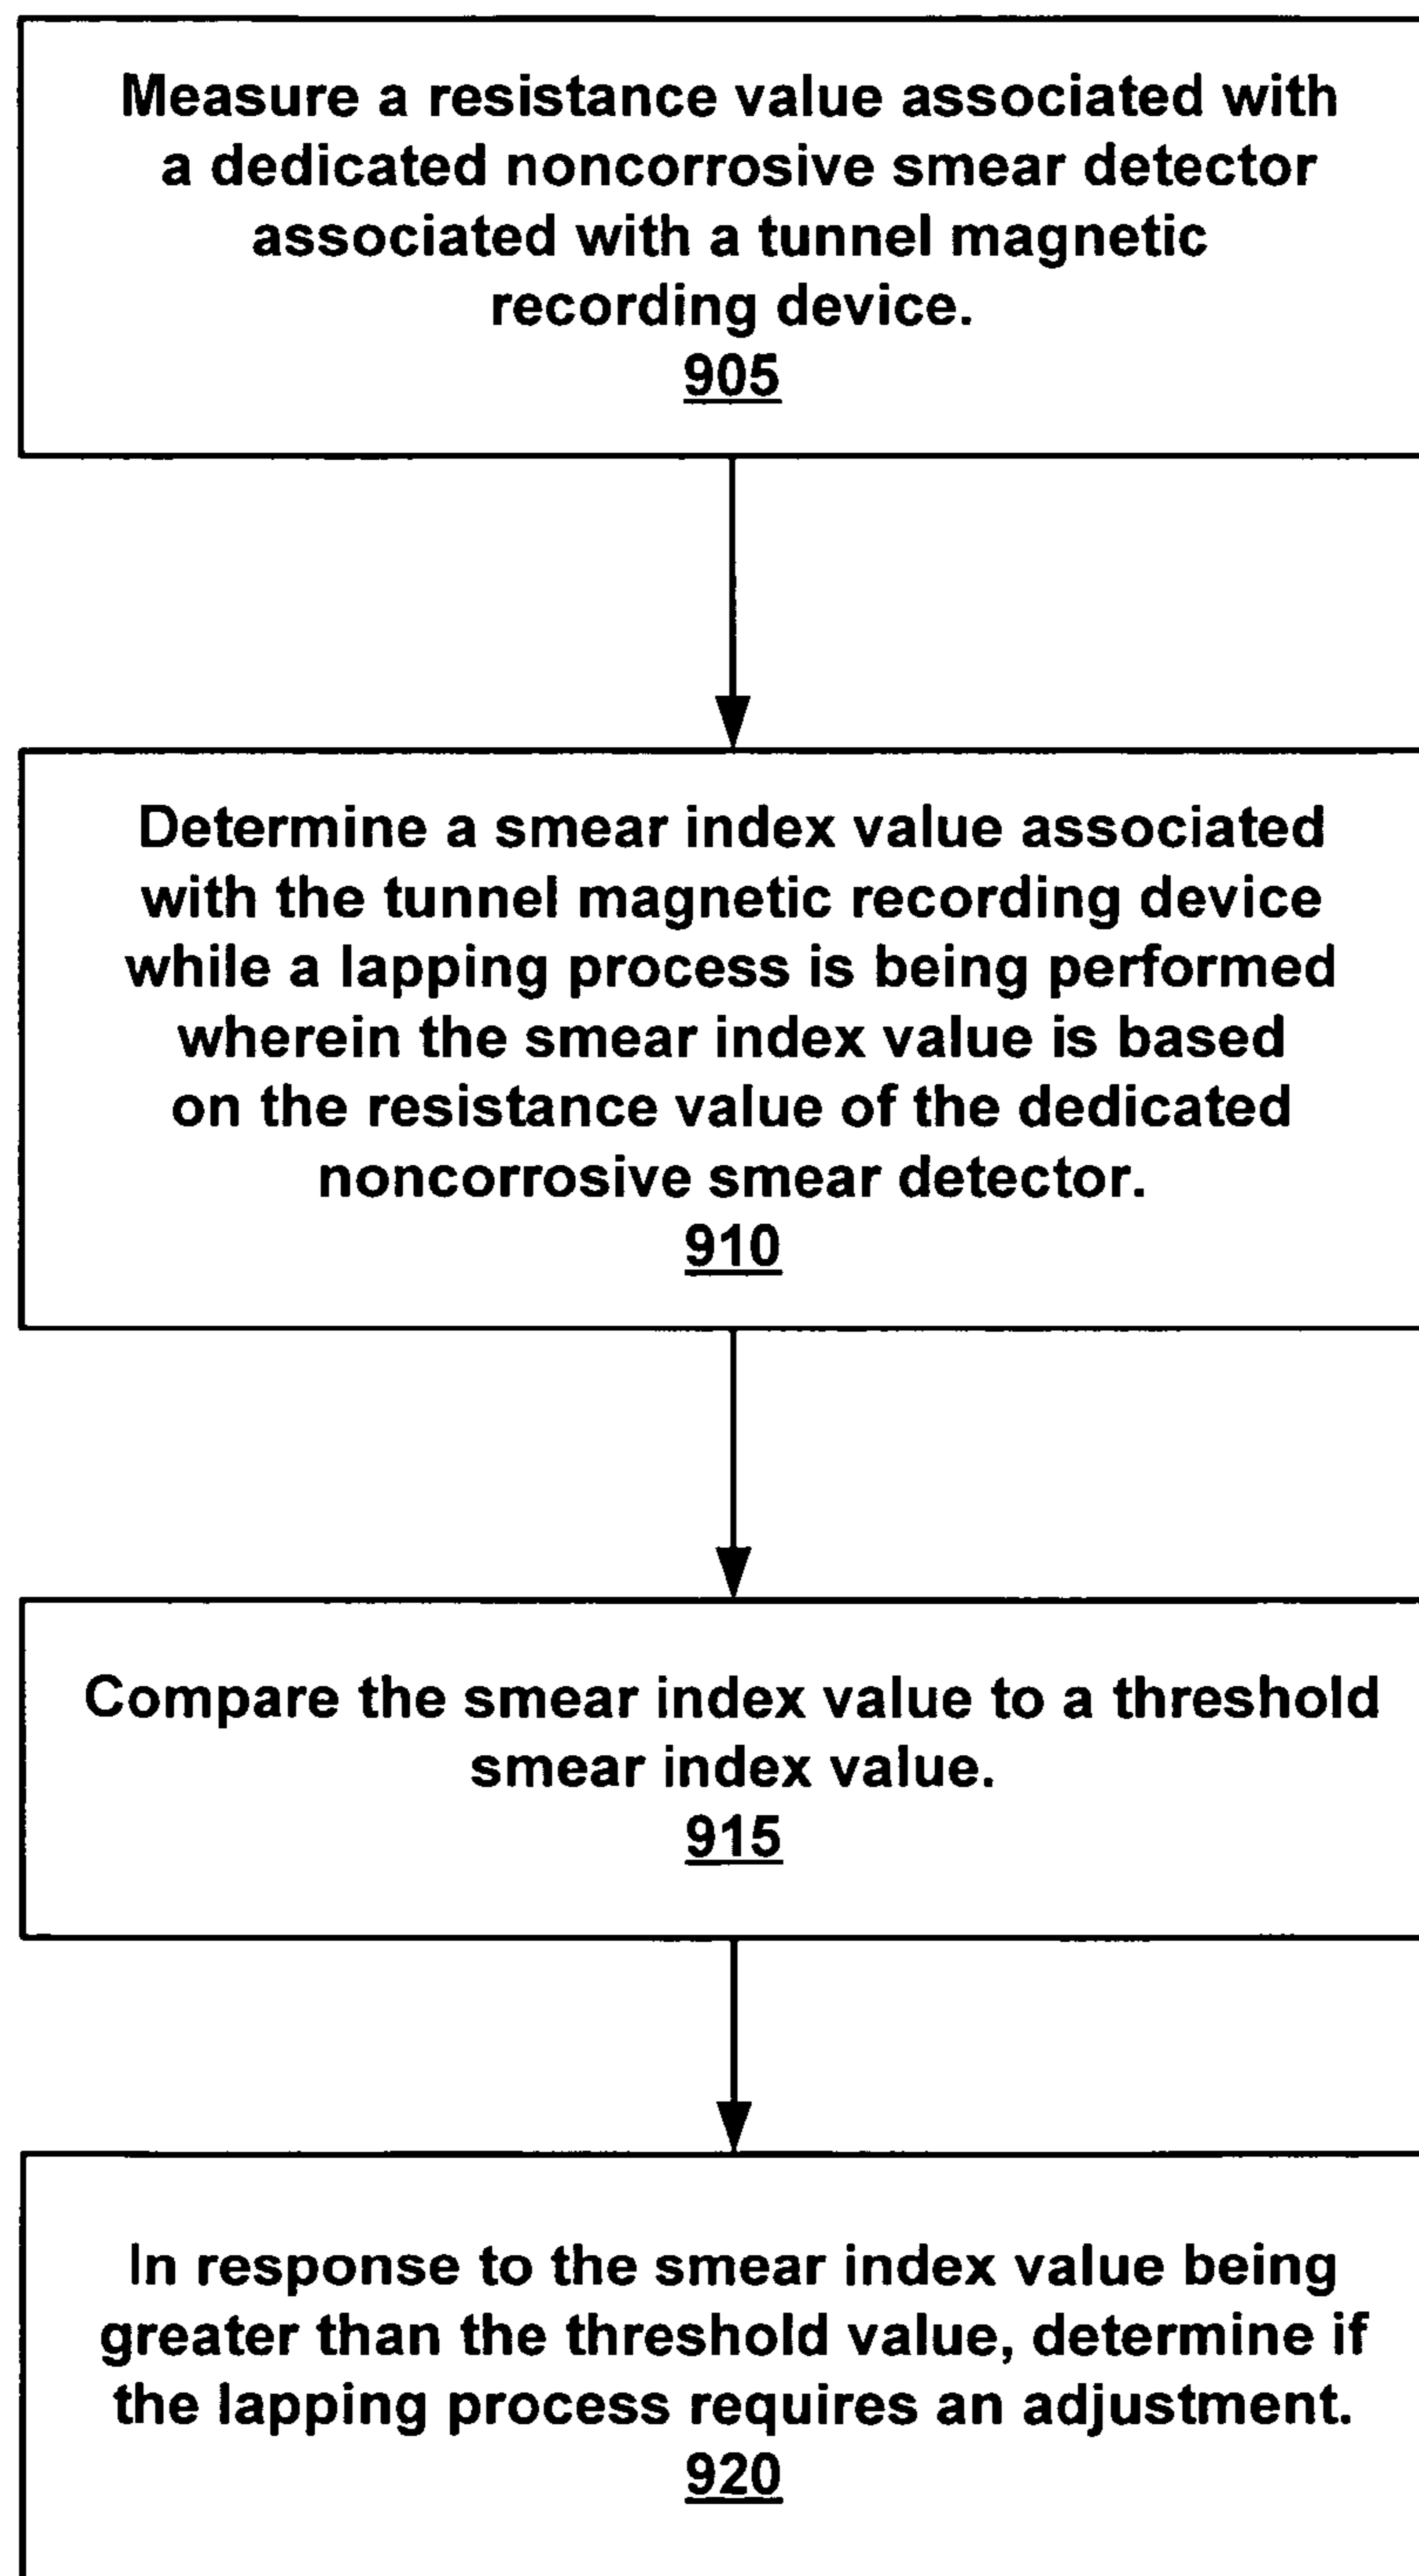 Measure a resistance value associated with
a dedicated noncorrosive smear detector
associated with a tunnel magnetic
recording device.
905
Determine a smear index value associated
with the tunnel magnetic recording device
while a lapping process is being performed
wherein the smear index value is based
on the resistance value of the dedicated
noncorrosive smear detector.
910
Compare the smear index value to a threshold
smear index value.
915
In response to the smear index value being
greater than the threshold value, determine if
the lapping process requires an adjustment.
920